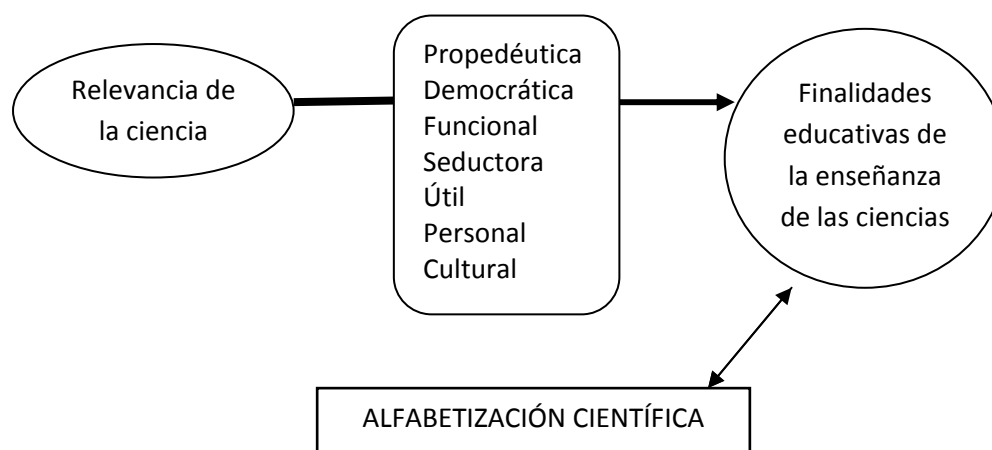 Relevancia de
la ciencia
Propedéutica
Democrática
Funcional
Seductora
Útil
Personal
Cultural
Finalidades
educativas de
la enseñanza
de las ciencias
ALFABETIZACIÓN CIENTÍFICA